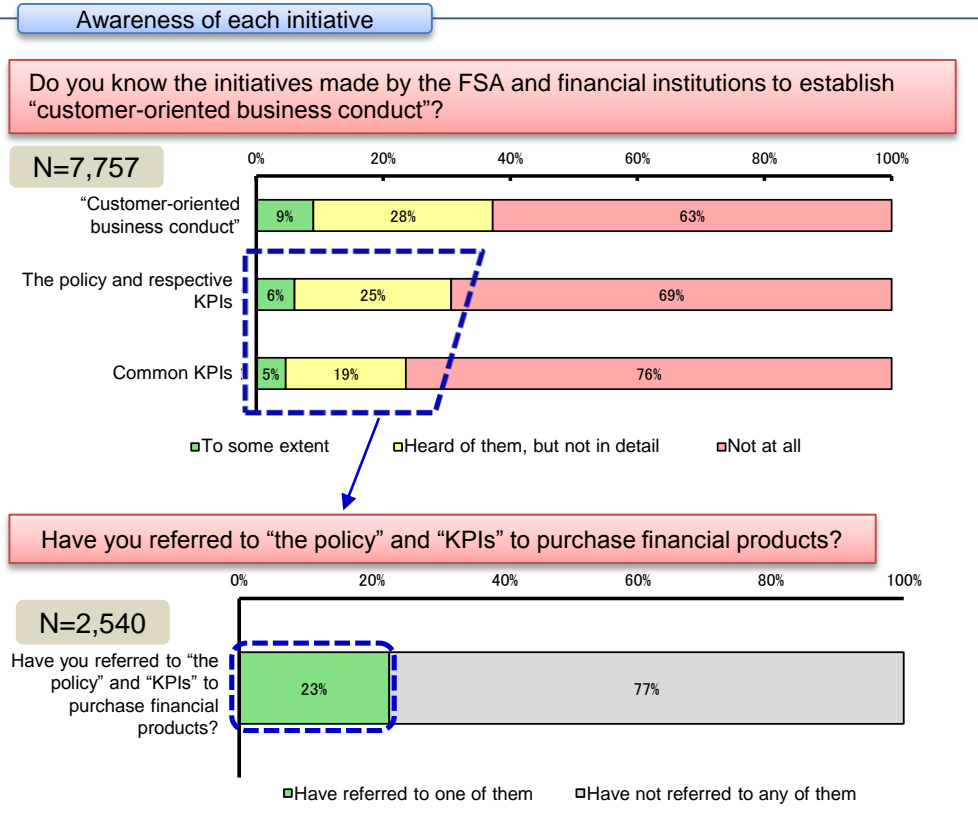 Awareness of each initiative
Do you know the initiatives made by the FSA and financial institutions to establish
“customer-oriented business conduct”?
N=7,757
0% 20% 40% 60% 80% 100%
“Customer-oriented
business conduct”
9% 28% 63%
The policy and respective
KPIs
6% 25% 69%
Common KPIs
5% 19% 76%
To some extent Heard of them, but not in detail Not at all
Have you referred to “the policy” and “KPIs” to purchase financial products?
0% 20% 40% 60% 80% 100%
N=2,540
Have you referred to “the
policy” and “KPIs” to
purchase financial
products?
23% 77%
Have referred to one of them Have not referred to any of them